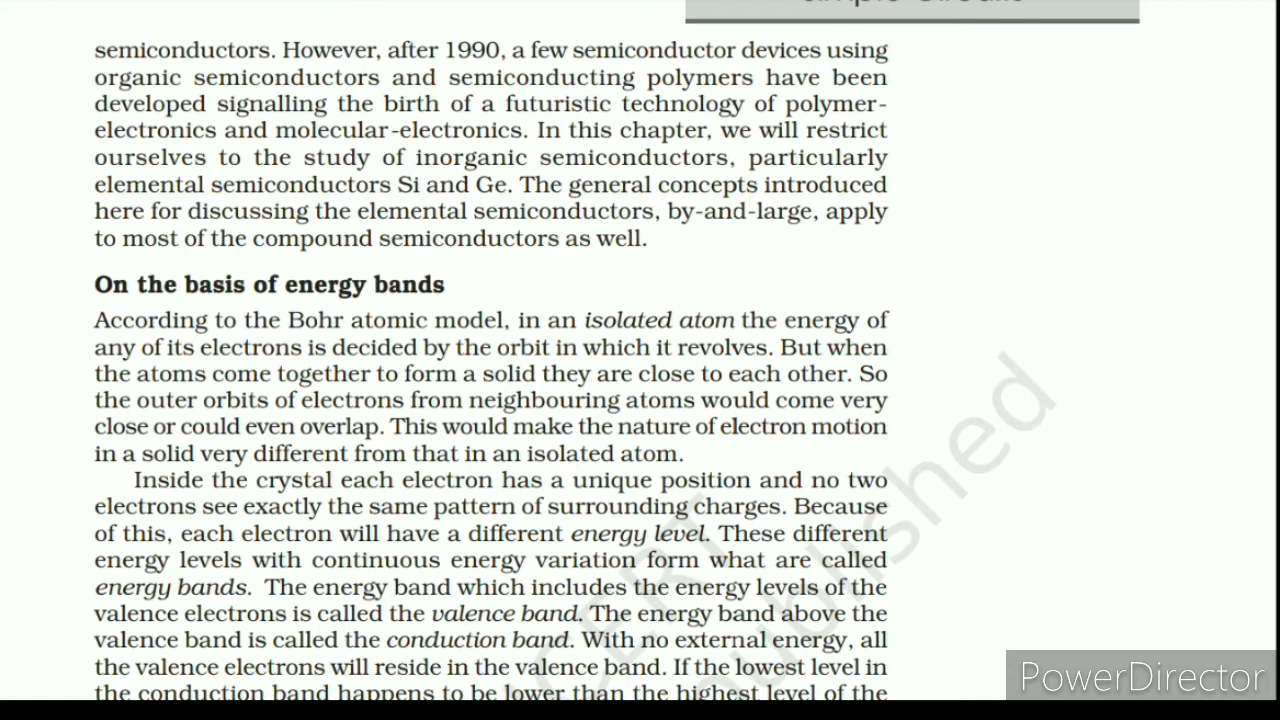 semiconductors. However, after 1990, a few semiconductor devices using
organic semiconductors and semiconducting polymers have been
developed signalling the birth of a futuristic technology of polymer-
electronics and molecular-electronics. In this chapter, we will restrict
ourselves to the study of inorganic semiconductors, particularly
elemental semiconductors Si and Ge. The general concepts introduced
here for discussing the elemental semiconductors, by-and-large, apply
to most of the compound semiconductors as well.
On the basis of energy bands
According to the Bohr atomic model, in an isolated atom the energy of
any of its electrons is decided by the orbit in which it revolves. But when
the atoms come together to form a solid they are close to each other. So
the outer orbits of electrons from neighbouring atoms would come very
close or could even overlap. This would make the nature of electron motion
in a solid very different from that in an isolated atom.
Inside the crystal each electron has a unique position and no two
electrons see exactly the same pattern of surrounding charges. Because
of this, each electron will have a different energy level. These different
energy levels with continuous energy variation form what are called
energy bands. The energy band which includes the energy levels of the
valence electrons is called the valence band. The energy band above the
valence band is called the conduction band. With no external energy, all
the valence electrons will reside in the valence band. If the lowest level in
the conduction band happens to be lower than the highest level of the
published
PowerDirector